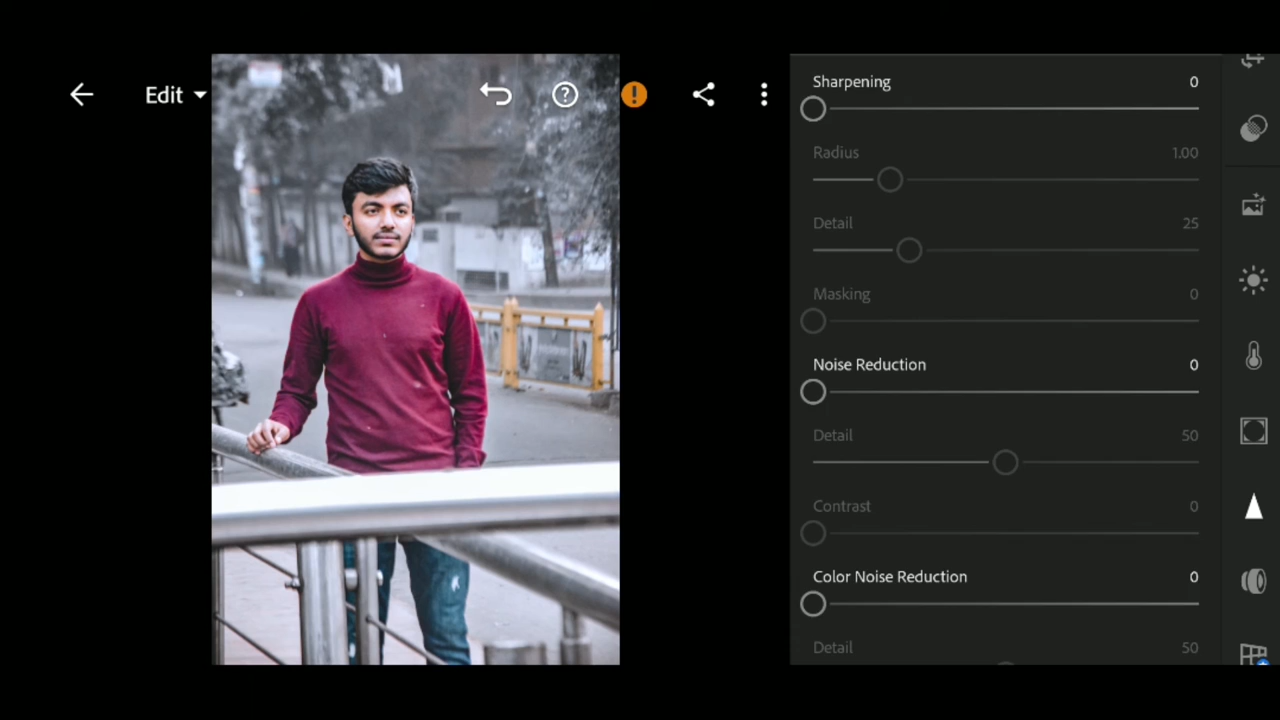 Edit
Sharpening 0
Radius 1.00
Detail 25
Masking 0
Noise Reduction 0
Detail 50
Contrast 0
Color Noise Reduction 0
Detail 50